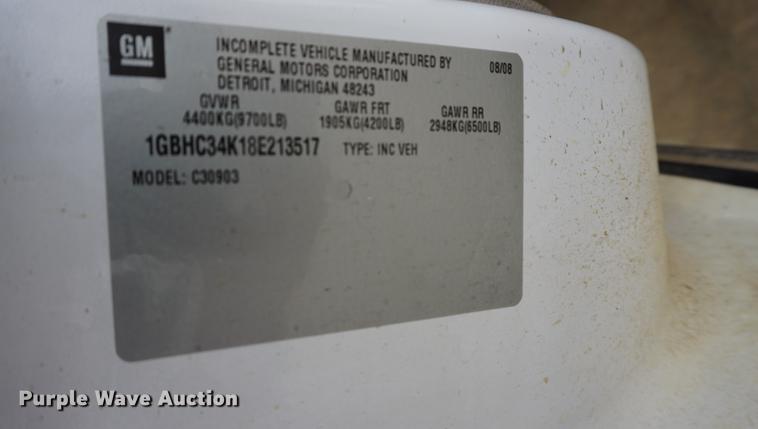 GM
INCOMPLETE VEHICLE MANUFACTURED BY
GENERAL MOTORS CORPORATION 08/08
DETROIT, MICHIGAN 48243
GVWR GAWR FRT GAWR RR
4400KG(9700LB) 1905KG(4200LB) 2948KG(6500LB)
1GBHC34K18E213517 TYPE: INC VEH
MODEL: C30903
Purple Wave Auction